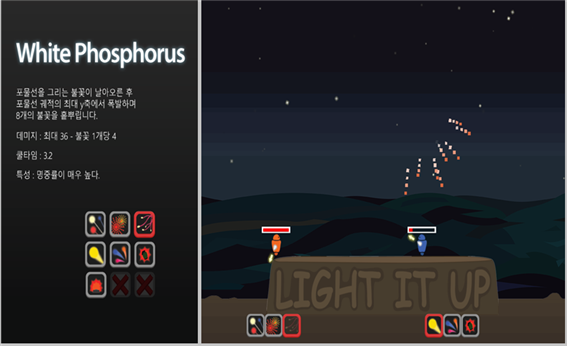 White Phosphorus
포물선을 그리는 불꽃이 날아오른 후
포물선 궤적의 최대 y축에서 폭발하며
8개의 불꽃을 흩뿌립니다.
데미지 : 최대 36 - 불꽃 1개당 4
쿨타임 : 3.2
특성 : 명중률이 매우 높다.
LIGHT IT UP